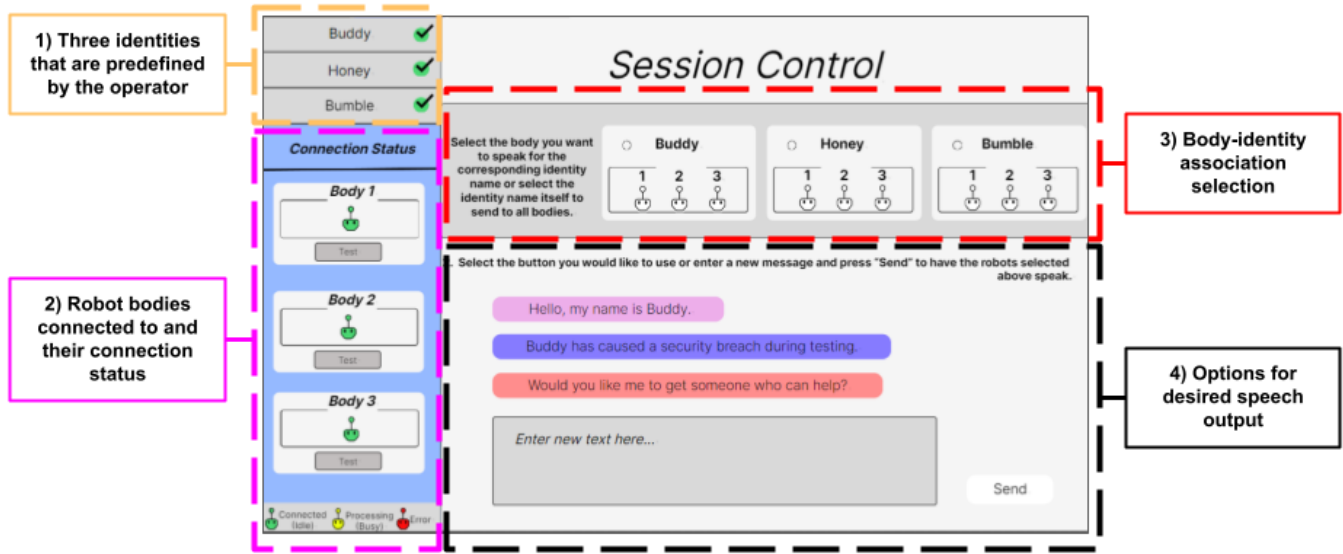 1) Three identities
that are predefined
by the operator
2) Robot bodies
connected to and
their connection
status
Buddy
Honey
Bumble
Connection Status
Body 1
Test
Body 2
Test
Body 3
Test
Connected
(Idle)
Processing
(Busy)
Error
Session Control
Select the body you want
to speak for the
corresponding identity
name or select the
identity name itself to
send to all bodies.
Buddy
1 2 3
Honey
1 2 3
Bumble
1 2 3
. Select the button you would like to use or enter a new message and press "Send" to have the robots selected
above speak.
Hello, my name is Buddy.
Buddy has caused a security breach during testing.
Would you like me to get someone who can help?
Enter new text here...
Send
3) Body-identity
association
selection
4) Options for
desired speech
output